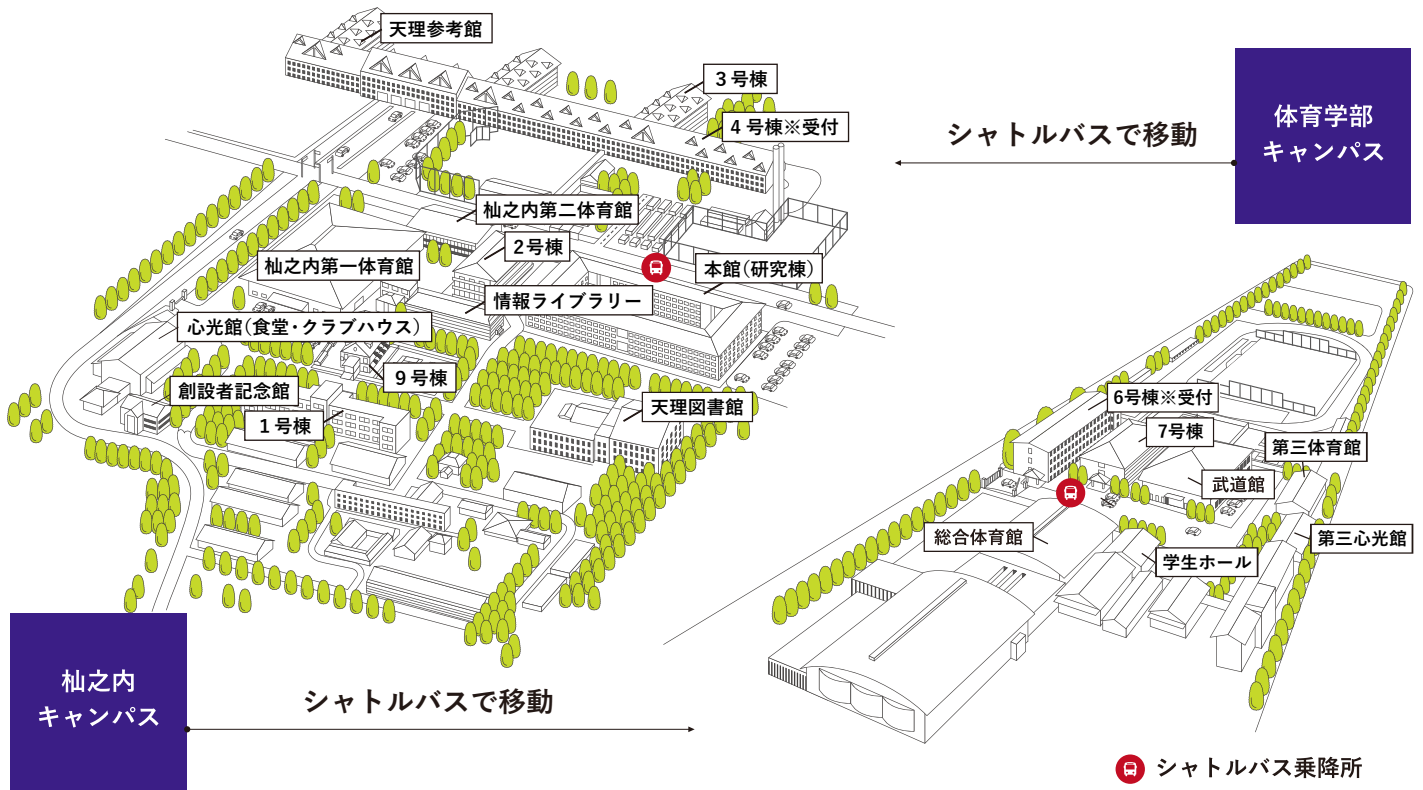 天理参考館
3号棟
4号棟※受付
シャトルバスで移動
体育学部
キャンパス
杣之内第二体育館
2号棟
杣之内第一体育館
本館(研究棟)
情報ライブラリー
心光館(食堂・クラブハウス)
9号棟
創設者記念館
1号棟
天理図書館
6号棟※受付
7号棟
第三体育館
武道館
総合体育館
第三心光館
学生ホール
杣之内
キャンパス
シャトルバスで移動
シャトルバス乗降所